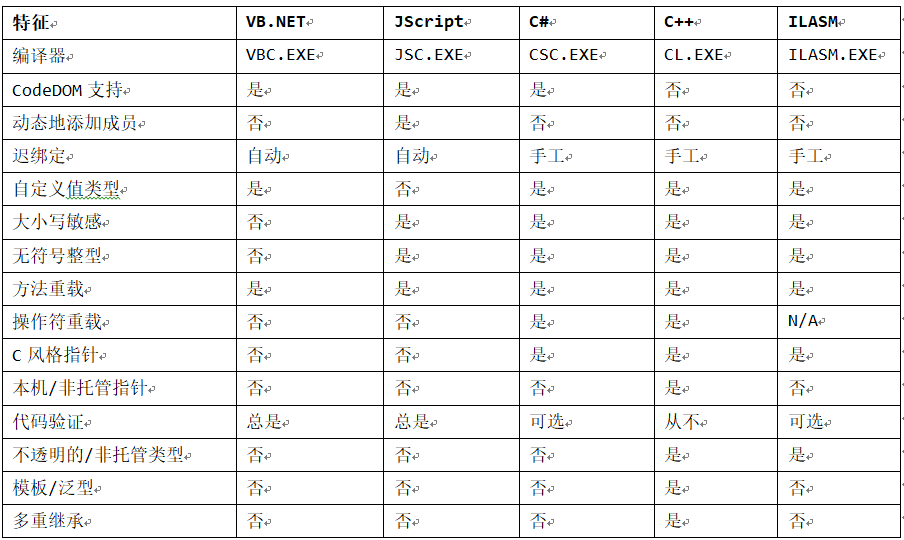 特征 VB.NET JScript C# C++ ILASM
编译器 VBC.EXE JSC.EXE CSC.EXE CL.EXE ILASM.EXE
CodeDOM 支持 是 是 是 否 否
动态地添加成员 否 是 否 否 否
迟绑定 自动 自动 手工 手工 手工
自定义值类型 是 否 是 是 是
大小写敏感 否 是 是 是 是
无符号整型 否 是 是 是 是
方法重载 是 是 是 是 是
操作符重载 否 否 是 是 N/A
C 风格指针 否 否 是 是 是
本机/非托管指针 否 否 否 是 否
代码验证 总是 总是 可选 从不 可选
不透明的/非托管类型 否 否 否 是 是
模板/泛型 否 否 否 是 否
多重继承 否 否 否 是 否